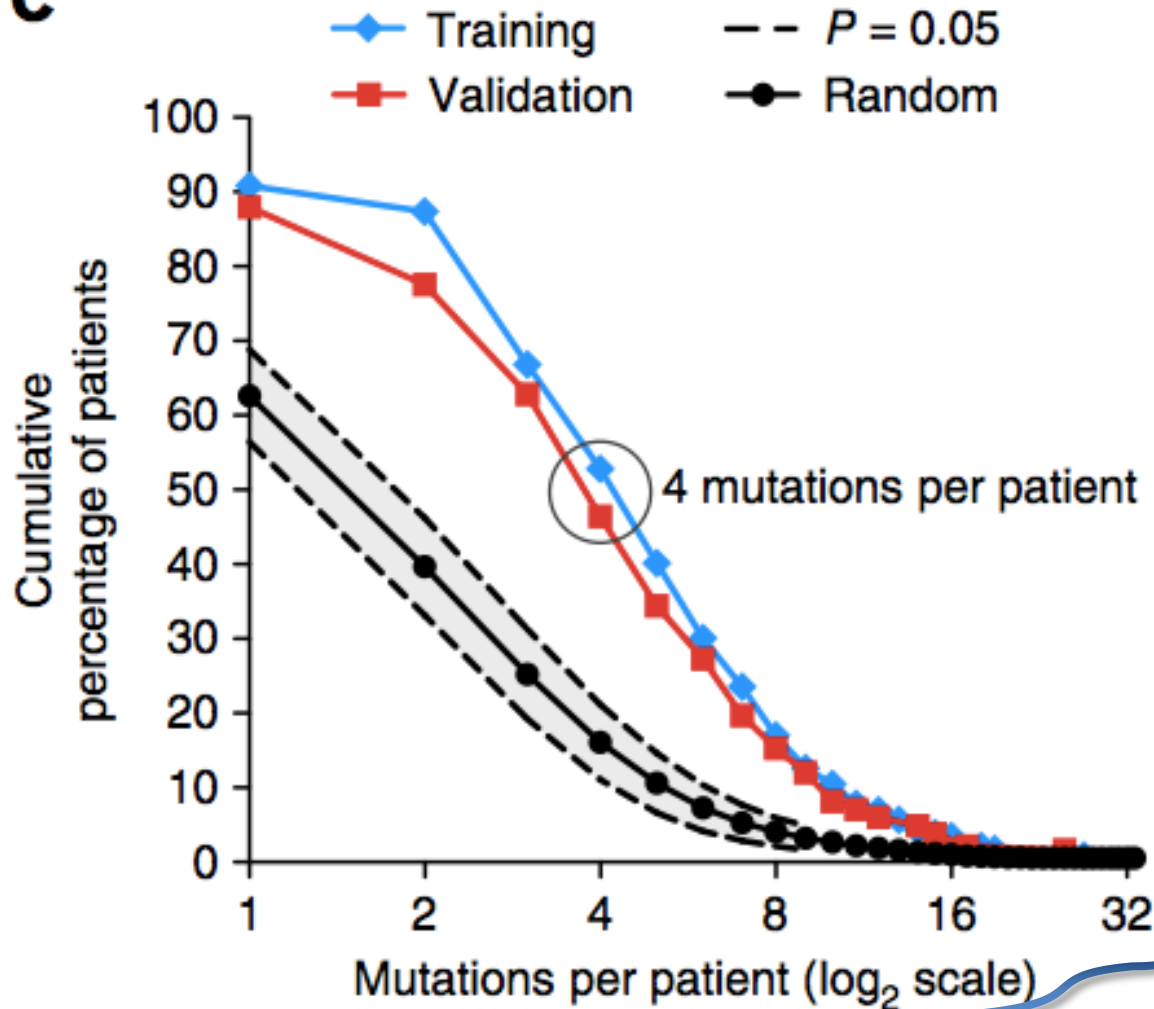 c
Training
P = 0.05
Validation
Random
100
90
80
70
60
50
40
30
20
10
0
Cumulative
percentage of patients
4 mutations per patient
1 2 4 8 16 32
Mutations per patient (log₂ scale)